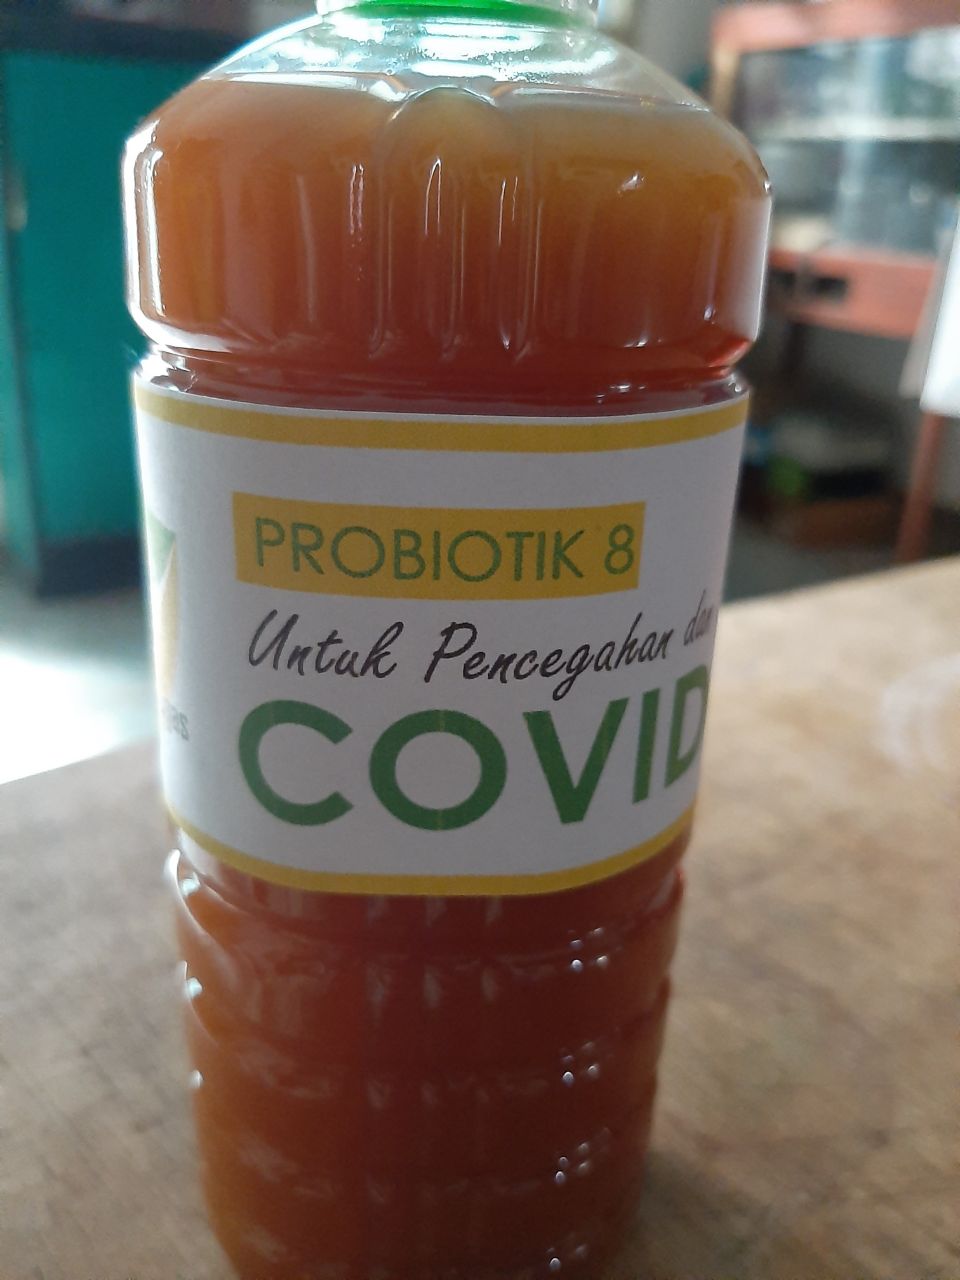 PROBIOTIK 8
Untuk Pencegahan dan
COVID